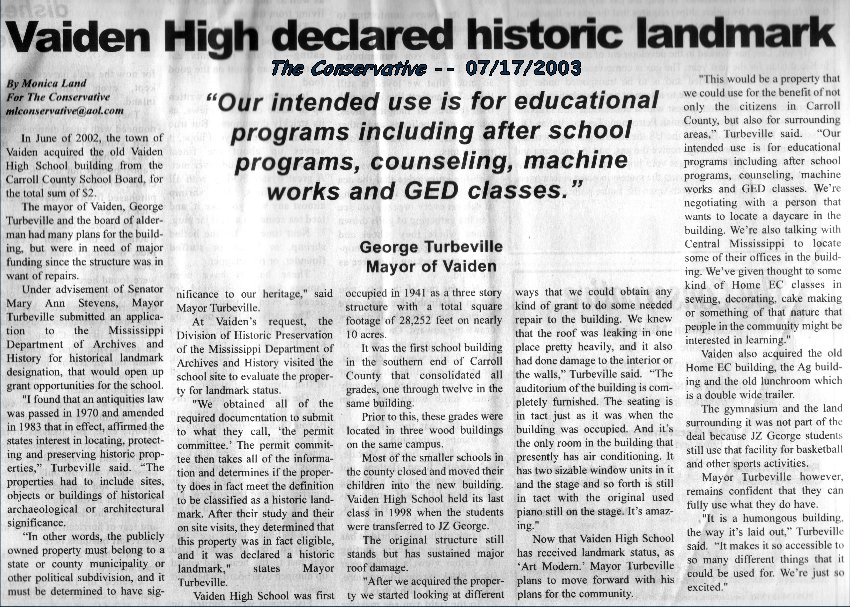 Vaiden High declared historic landmark
The Conservative -- 07/17/2003
By Monica Land
For The Conservative
mlconservative@aol.com
In June of 2002, the town of
Vaiden acquired the old Vaiden
High School building from the
Carroll County School Board, for
the total sum of $2.
The mayor of Vaiden, George
Turbeville and the board of alder-
man had many plans for the build-
ing, but were in need of major
funding since the structure was in
want of repairs.
Under advisement of Senator
Mary Ann Stevens, Mayor
Turbeville submitted an applica-
tion to the Mississippi
Department of Archives and
History for historical landmark
designation, that would open up
grant opportunities for the school.
"I found that an antiquities law
was passed in 1970 and amended
in 1983 that in effect, affirmed the
states interest in locating, protect-
ing and preserving historic prop-
erties," Turbeville said. "The
properties had to include sites,
objects or buildings of historical
archaeological or architectural
significance.
"In other words, the publicly
owned property must belong to a
state or county municipality or
other political subdivision, and it
must be determined to have sig-
“Our intended use is for educational
programs including after school
programs, counseling, machine
works and GED classes.”
George Turbeville
Mayor of Vaiden
nificance to our heritage," said
Mayor Turbeville.
At Vaiden's request, the
Division of Historic Preservation
of the Mississippi Department of
Archives and History visited the
school site to evaluate the proper-
ty for landmark status.
"We obtained all of the
required documentation to submit
to what they call, 'the permit
committee.' The permit commit-
tee then takes all of the informa-
tion and determines if the proper-
ty does in fact meet the definition
to be classified as a historic land-
mark. After their study and their
on site visits, they determined that
this property was in fact eligible,
and it was declared a historic
landmark," states Mayor
Turbeville.
Vaiden High School was first
occupied in 1941 as a three story
structure with a total square
footage of 28,252 feet on nearly
10 acres.
It was the first school building
in the southern end of Carroll
County that consolidated all
grades, one through twelve in the
same building.
Prior to this, these grades were
located in three wood buildings
on the same campus.
Most of the smaller schools in
the county closed and moved their
children into the new building.
Vaiden High School held its last
class in 1998 when the students
were transferred to JZ George.
The original structure still
stands but has sustained major
roof damage.
"After we acquired the proper-
ty we started looking at different
ways that we could obtain any
kind of grant to do some needed
repair to the building. We knew
that the roof was leaking in one
place pretty heavily, and it also
had done damage to the interior or
the walls," Turbeville said. "The
auditorium of the building is com-
pletely furnished. The seating is
in tact just as it was when the
building was occupied. And it's
the only room in the building that
presently has air conditioning. It
has two sizable window units in it
and the stage and so forth is still
in tact with the original used
piano still on the stage. It's amaz-
ing."
Now that Vaiden High School
has received landmark status, as
'Art Modern.' Mayor Turbeville
plans to move forward with his
plans for the community.
"This would be a property that
we could use for the benefit of not
only the citizens in Carroll
County, but also for surrounding
areas," Turbeville said. "Our
intended use is for educational
programs including after school
programs, counseling, machine
works and GED classes. We're
negotiating with a person that
wants to locate a daycare in the
building. We're also talking with
Central Mississippi to locate
some of their offices in the build-
ing. We've given thought to some
kind of Home EC classes in
sewing, decorating, cake making
or something of that nature that
people in the community might be
interested in learning."
Vaiden also acquired the old
Home EC building, the Ag build-
ing and the old lunchroom which
is a double wide trailer.
The gymnasium and the land
surrounding it was not part of the
deal because JZ George students
still use that facility for basketball
and other sports activities.
Mayor Turbeville however,
remains confident that they can
fully use what they do have.
"It is a humongous building,
the way it's laid out," Turbeville
said. "It makes it so accessible to
so many different things that it
could be used for. We're just so
excited."